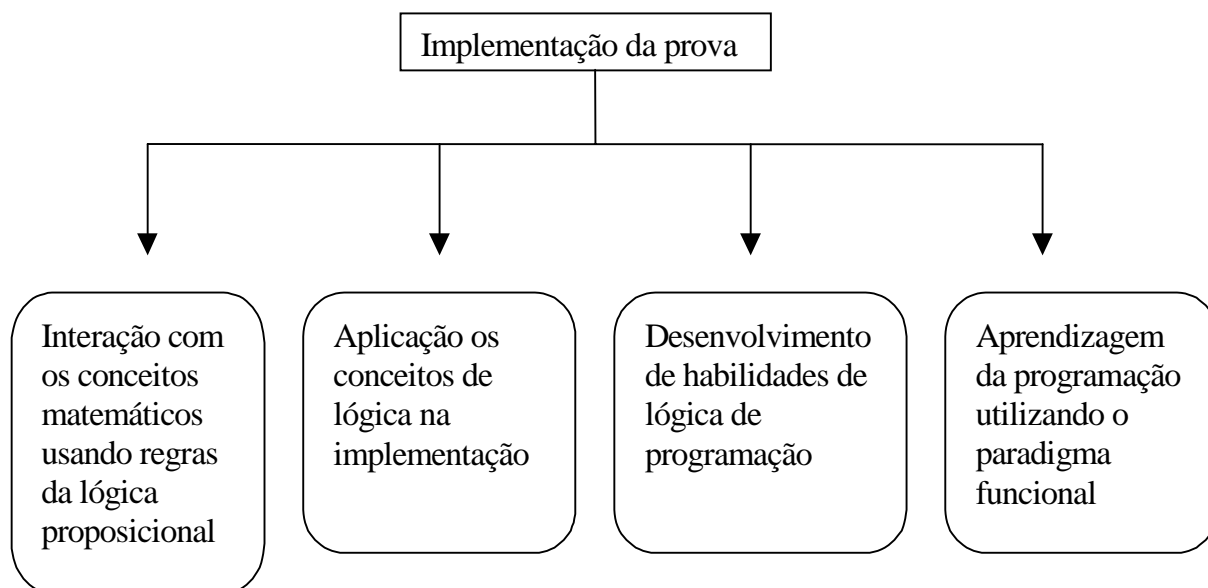 Implementação da prova
Interação com
os conceitos
matemáticos
usando regras
da lógica
proposicional
Aplicação os
conceitos de
lógica na
implementação
Desenvolvimento
de habilidades de
lógica de
programação
Aprendizagem
da programação
utilizando o
paradigma
funcional